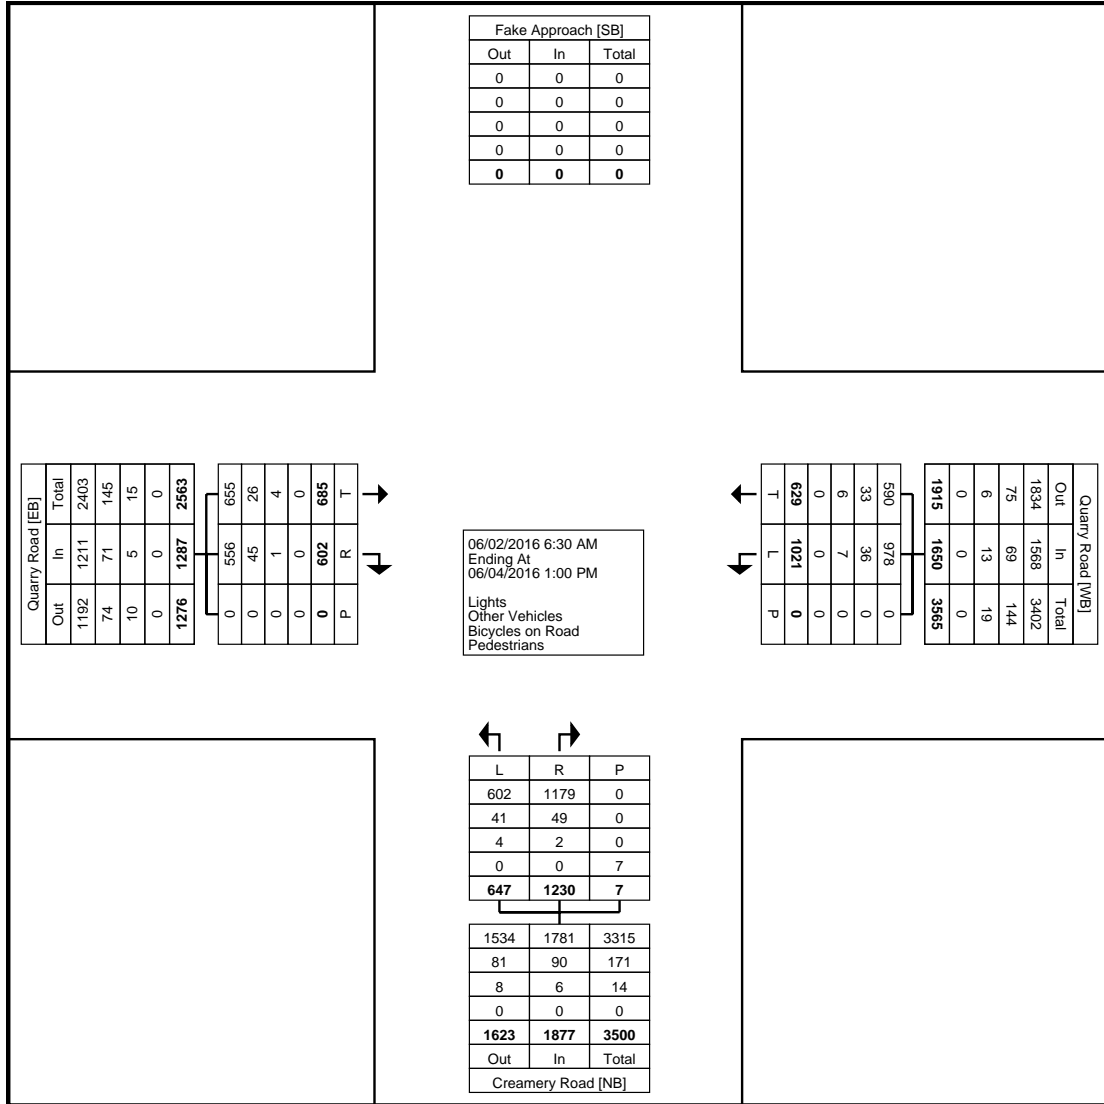 Fake Approach [SB]
Out In Total
0 0 0
0 0 0
0 0 0
0 0 0
0 0 0
Quarry Road [EB]
Total 2403 145 15 0 2563
In 1211 71 5 0 1287
Out 1192 74 10 0 1276
655 26 4 0 685 T
556 45 1 0 602 R
0 0 0 0 0 P
06/02/2016 6:30 AM
Ending At
06/04/2016 1:00 PM
Lights
Other Vehicles
Bicycles on Road
Pedestrians
Quarry Road [WB]
Out In Total
1834 1568 3402
75 69 144
6 13 19
0 0 0
1915 1650 3565
590 978 0
33 36 0
6 7 0
0 0 0
629 1021 0
T L P
L R P
602 1179 0
41 49 0
4 2 0
0 0 7
647 1230 7
1534 1781 3315
81 90 171
8 6 14
0 0 0
1623 1877 3500
Out In Total
Creamery Road [NB]